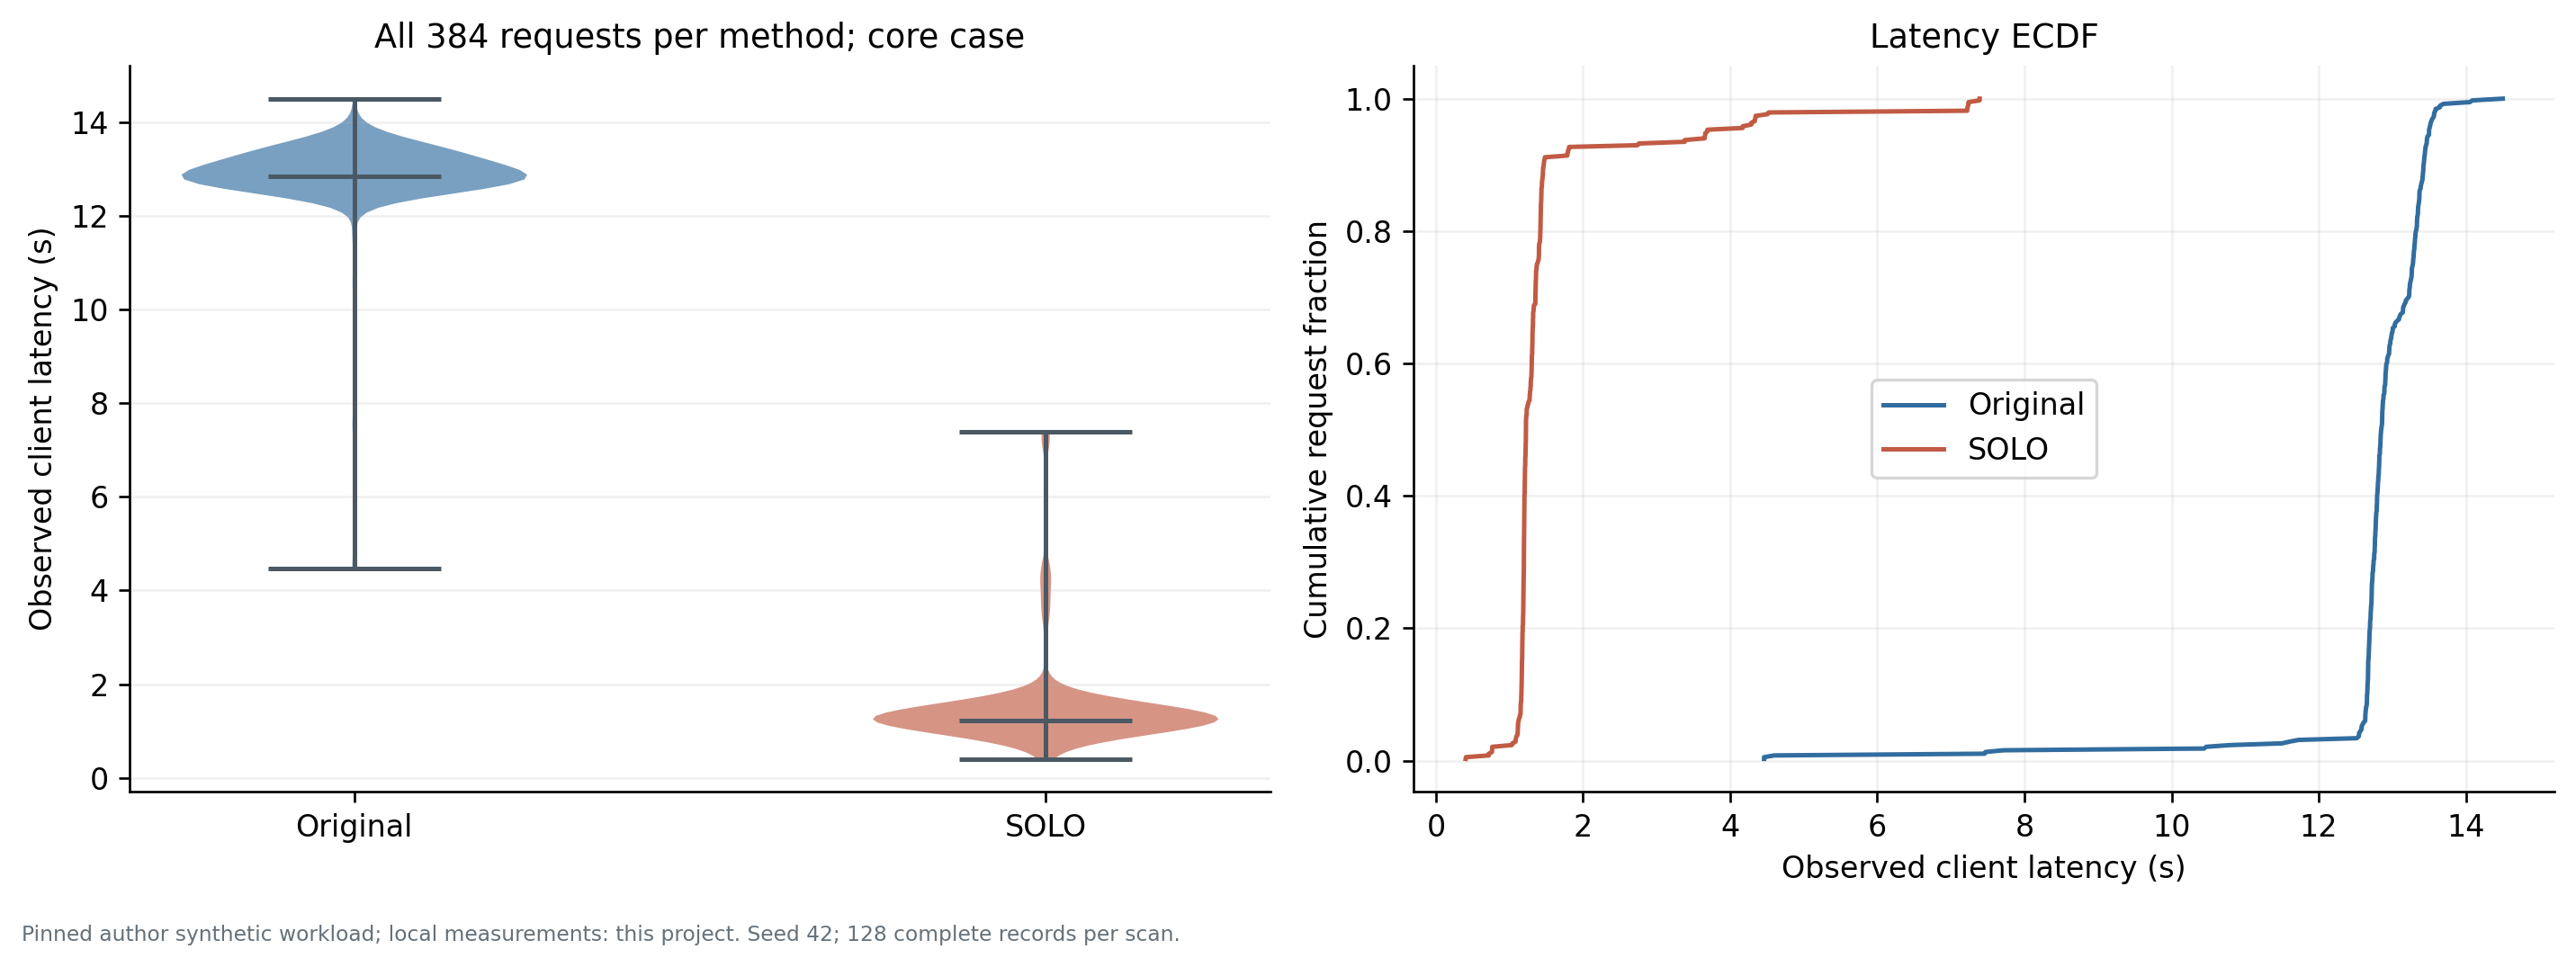 All 384 requests per method; core case
Observed client latency (s)
14
12
10
8
6
4
2
0
Original
SOLO
Latency ECDF
Cumulative request fraction
1.0
0.8
0.6
0.4
0.2
0.0
Original
SOLO
0 2 4 6 8 10 12 14
Observed client latency (s)
Pinned author synthetic workload; local measurements: this project. Seed 42; 128 complete records per scan.